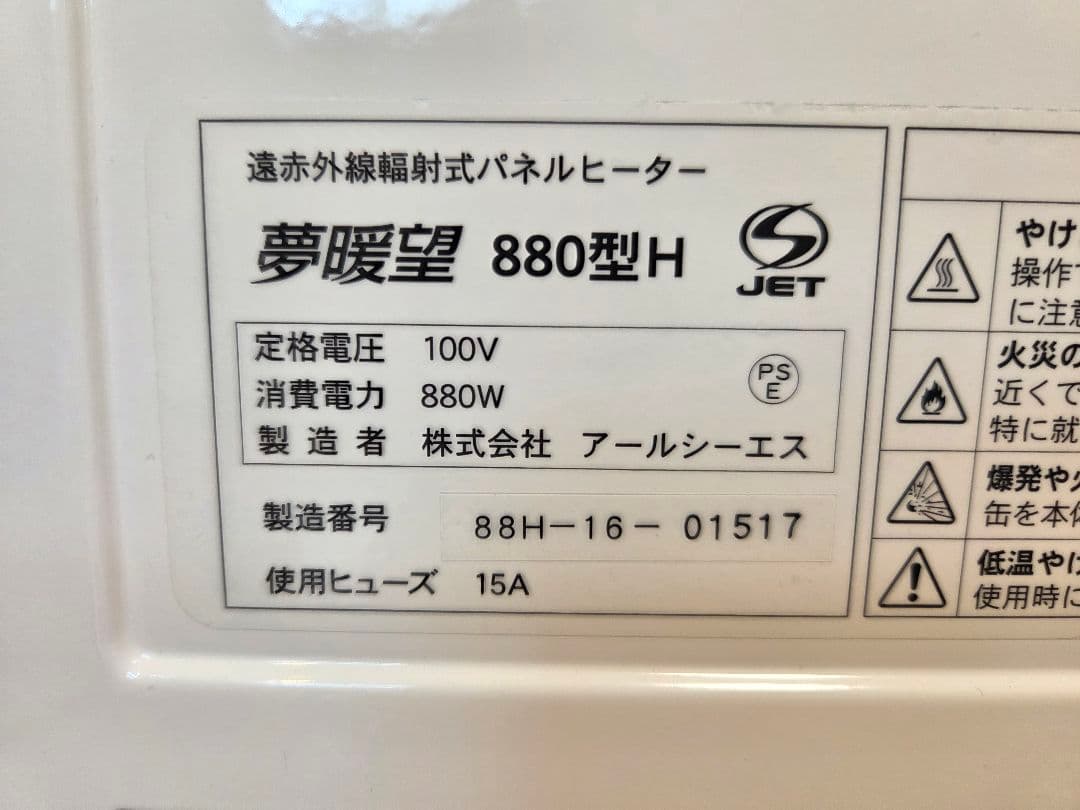 遠赤外線輻射式パネルヒーター
夢暖望 880型H
JET
定格電圧 100V
消費電力 880W
PS
E
製造者 株式会社 アールシーエス
製造番号 88H-16-01517
使用ヒューズ 15A
やけ
操作
に注意
火災の
近くで
特に就
爆発や
缶を本体
低温やけ
使用時に